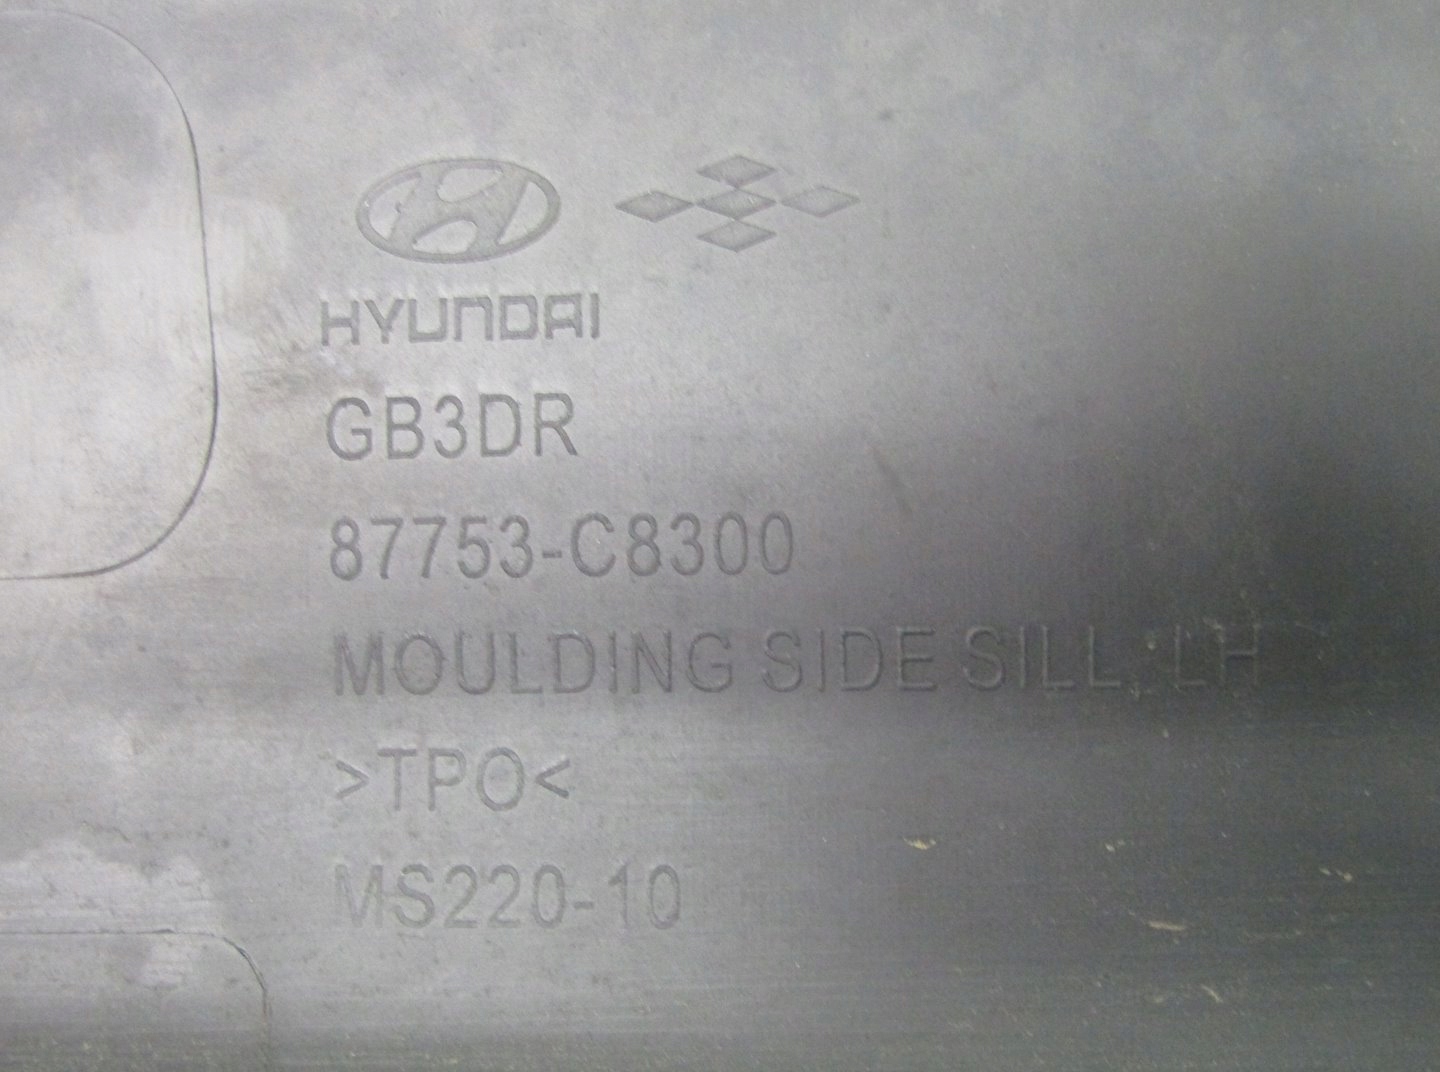 HYUNDAI
GB3DR
87753-C8300
MOULDING SIDE SILL, LH
>TPO<
MS220-10